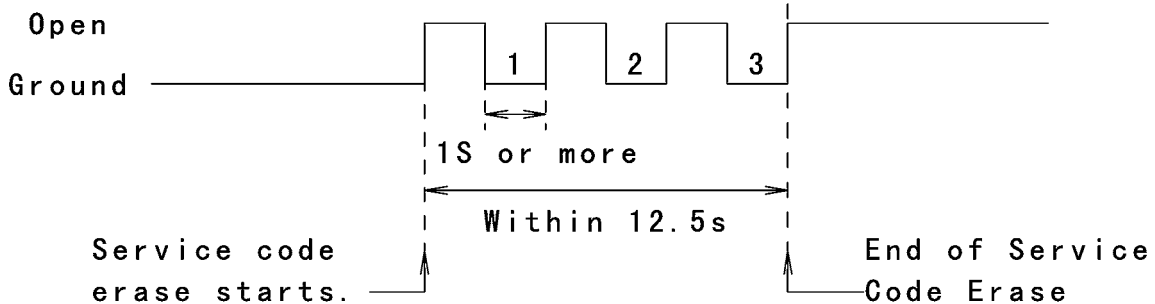 Open
Ground
1
2
3
1S or more
Within 12.5s
Service code
erase starts.
End of Service
Code Erase